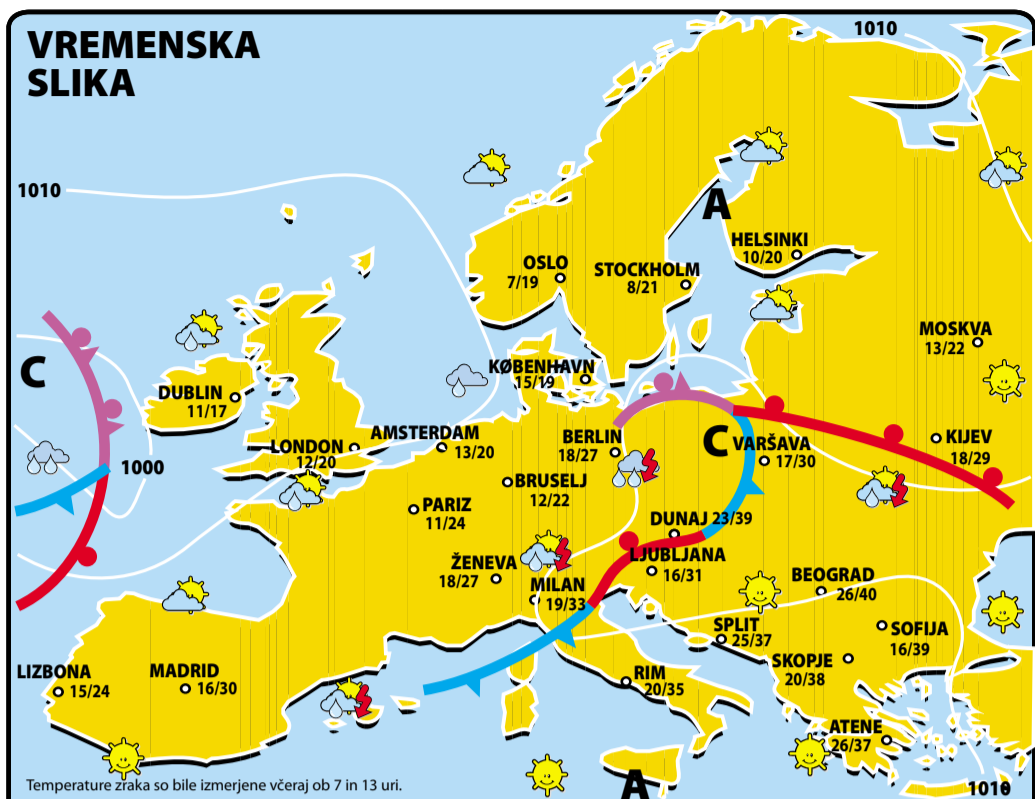 VREMENSKA
SLIKA
1010
1010
A
HELSINKI
10/20
OSLO
7/19
STOCKHOLM
8/21
MOSKVA
13/22
C
KØBENHAVN
15/19
DUBLIN
11/17
LONDON
12/20
AMSTERDAM
13/20
BERLIN
18/27
C
VARŠAVA
17/30
KIJEV
18/29
1000
BRUSELJ
12/22
PARIZ
11/24
DUNAJ 23/39
LJUBLJANA
16/31
ŽENEVA
18/27
MILAN
19/33
BEOGRAD
26/40
SPLIT
25/37
SOFIJA
16/39
SKOPJE
20/38
LIZBONA
15/24
MADRID
16/30
RIM
20/35
ATENE
26/37
A
1010
Temperature zraka so bile izmerjene včeraj ob 7 in 13 uri.